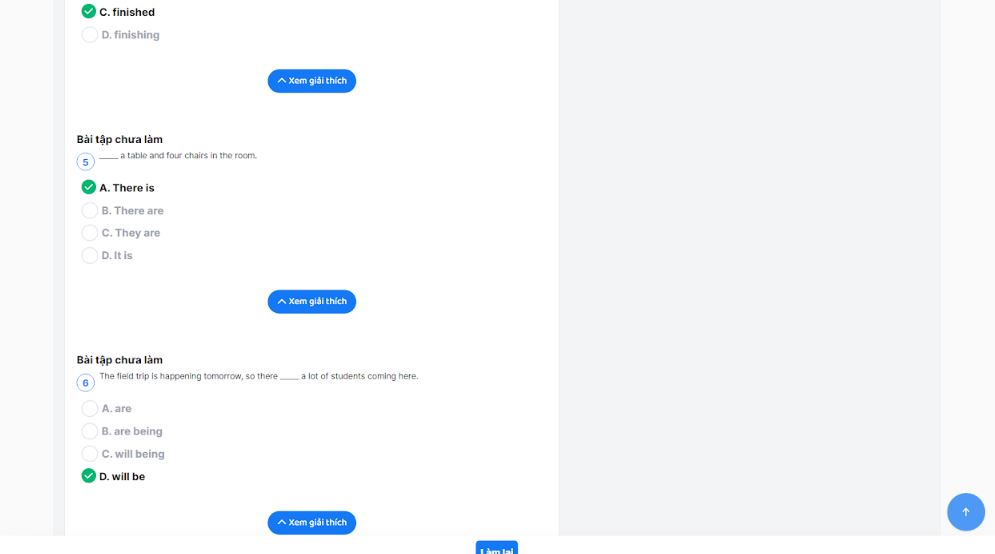 C. finished
D. finishing
Xem giải thích
Bài tập chưa làm
5
_____ a table and four chairs in the room.
A. There is
B. There are
C. They are
D. It is
Xem giải thích
Bài tập chưa làm
6
The field trip is happening tomorrow, so there _____ a lot of students coming here.
A. are
B. are being
C. will being
D. will be
Xem giải thích
Làm lại